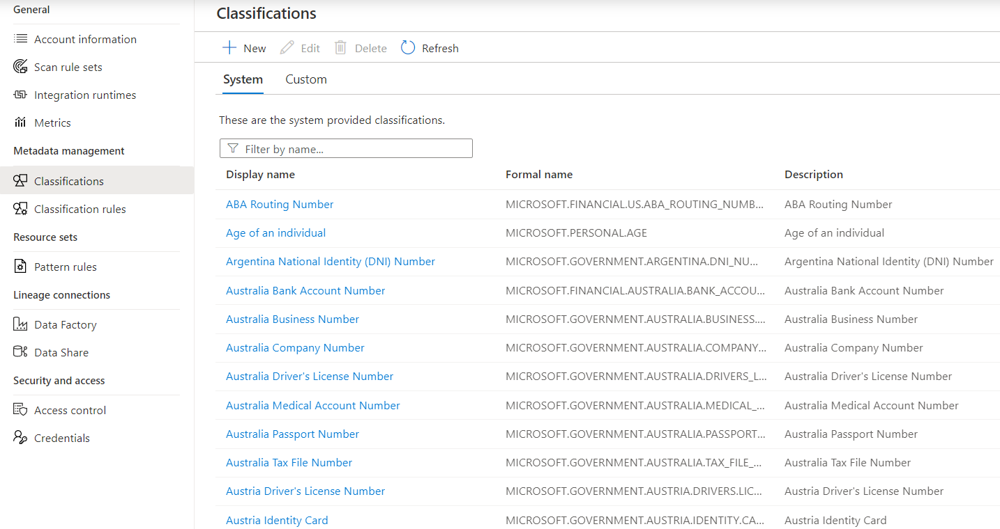 General
Account information
Scan rule sets
Integration runtimes
Metrics
Metadata management
Classifications
Classification rules
Resource sets
Pattern rules
Lineage connections
Data Factory
Data Share
Security and access
Access control
Credentials
Classifications
New Edit Delete Refresh
System Custom
These are the system provided classifications.
Filter by name...
Display name Formal name Description
ABA Routing Number MICROSOFT.FINANCIAL.US.ABA_ROUTING_NUMB... ABA Routing Number
Age of an individual MICROSOFT.PERSONAL.AGE Age of an individual
Argentina National Identity (DNI) Number MICROSOFT.GOVERNMENT.ARGENTINA.DNI_NU... Argentina National Identity (DNI) Number
Australia Bank Account Number MICROSOFT.FINANCIAL.AUSTRALIA.BANK_ACCOU... Australia Bank Account Number
Australia Business Number MICROSOFT.GOVERNMENT.AUSTRALIA.BUSINESS.... Australia Business Number
Australia Company Number MICROSOFT.GOVERNMENT.AUSTRALIA.COMPANY... Australia Company Number
Australia Driver's License Number MICROSOFT.GOVERNMENT.AUSTRALIA.DRIVERS_L... Australia Driver's License Number
Australia Medical Account Number MICROSOFT.GOVERNMENT.AUSTRALIA.MEDICAL_... Australia Medical Account Number
Australia Passport Number MICROSOFT.GOVERNMENT.AUSTRALIA.PASSPORT... Australia Passport Number
Australia Tax File Number MICROSOFT.GOVERNMENT.AUSTRALIA.TAX_FILE_... Australia Tax File Number
Austria Driver's License Number MICROSOFT.GOVERNMENT.AUSTRIA.DRIVERS.LIC... Austria Driver's License Number
Austria Identity Card MICROSOFT.GOVERNMENT.AUSTRIA.IDENTITY.CA... Austria Identity Card